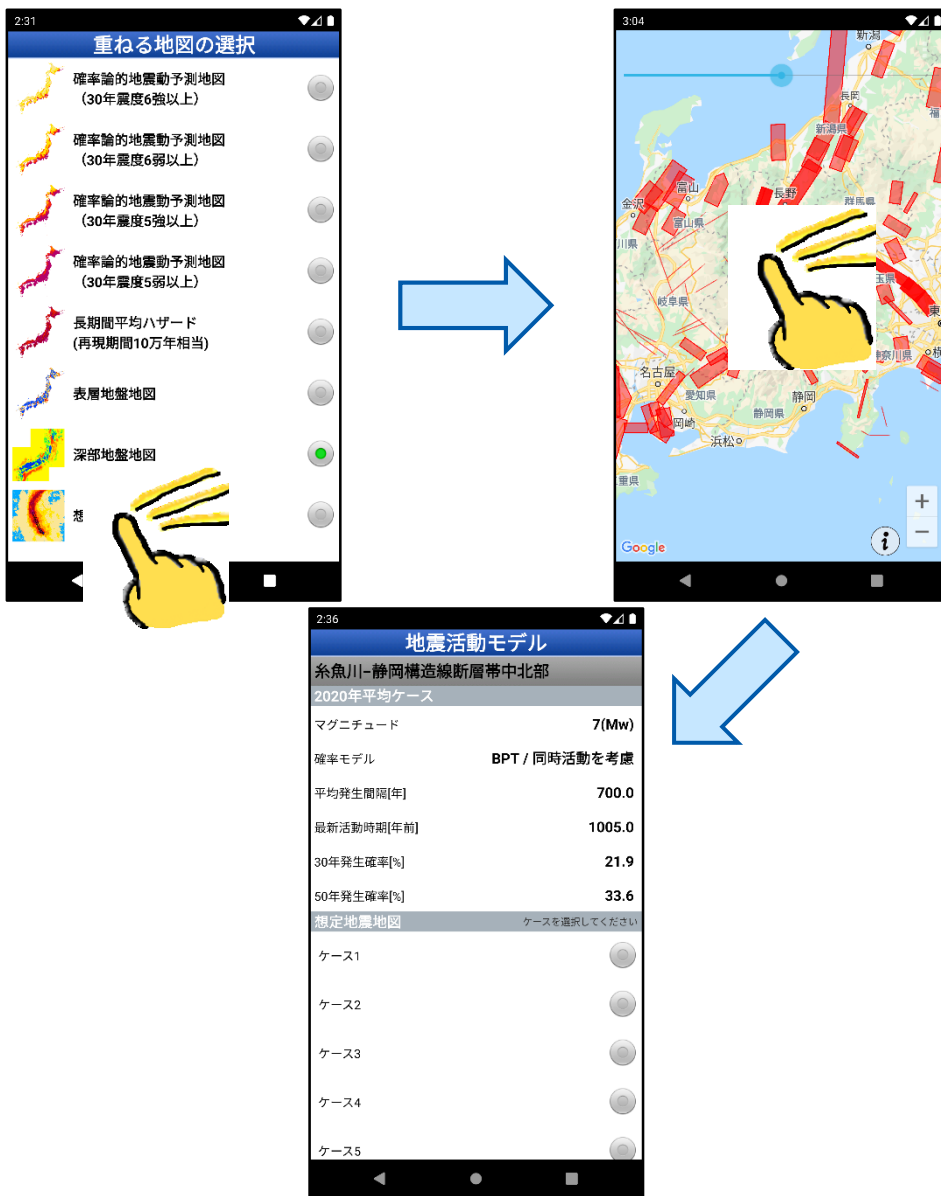 2:31
重ねる地図の選択
確率論的地震動予測地図
（30年震度6強以上）
確率論的地震動予測地図
（30年震度6弱以上）
確率論的地震動予測地図
（30年震度5強以上）
確率論的地震動予測地図
（30年震度5弱以上）
長期間平均ハザード
(再現期間10万年相当)
表層地盤地図
深部地盤地図
想
3:04
新潟
長岡
福
新潟県
富山
長野
群馬県
金沢
富山県
川県
玉県
岐阜県
東
神奈川県
横
名古屋
愛知県
静岡
静岡県
岡崎
浜松
重県
+
−
Google
i
2:36
地震活動モデル
糸魚川−静岡構造線断層帯中北部
2020年平均ケース
マグニチュード 7(Mw)
確率モデル BPT / 同時活動を考慮
平均発生間隔[年] 700.0
最新活動時期[年前] 1005.0
30年発生確率[%] 21.9
50年発生確率[%] 33.6
想定地震地図 ケースを選択してください
ケース1
ケース2
ケース3
ケース4
ケース5